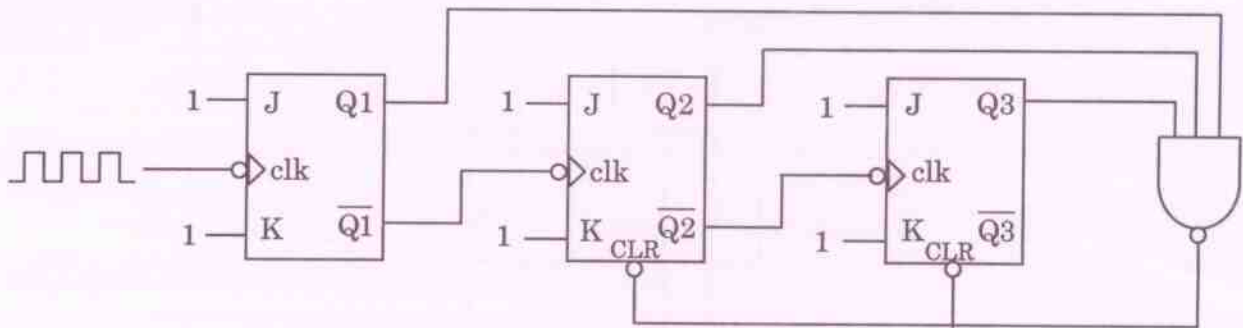 1 J Q1
clk
1 K Q1̅
1 J Q2
clk
1 K Q2̅
CLR
1 J Q3
clk
1 K Q3̅
CLR